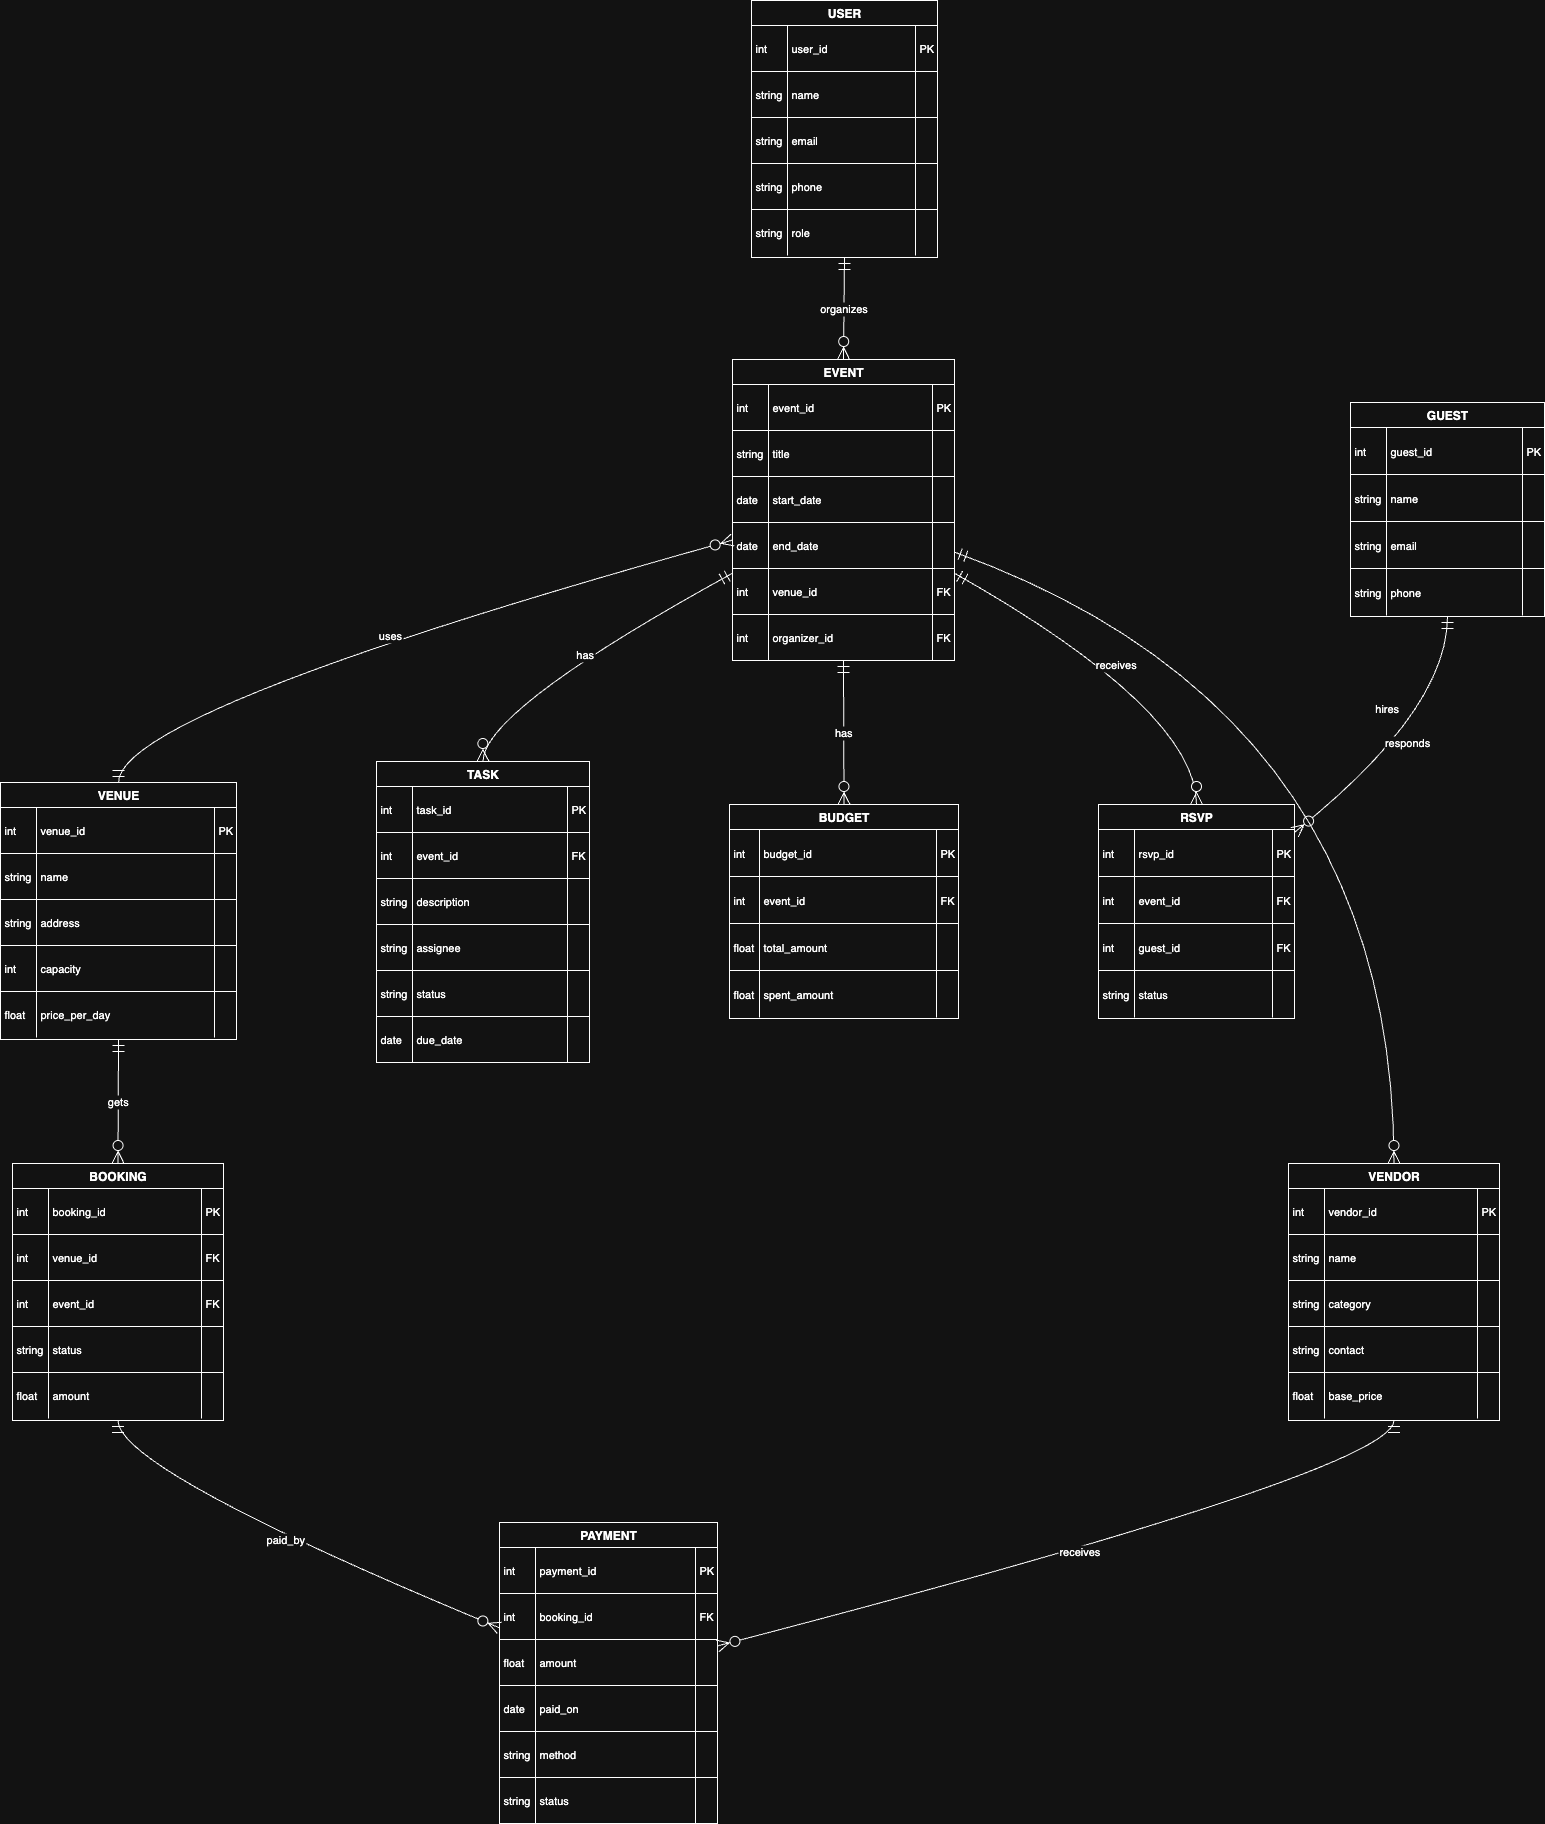 USER
int user_id PK
string name
string email
string phone
string role
organizes
EVENT
int event_id PK
string title
date start_date
date end_date
int venue_id FK
int organizer_id FK
GUEST
int guest_id PK
string name
string email
string phone
uses
has
has
receives
hires
responds
VENUE
int venue_id PK
string name
string address
int capacity
float price_per_day
TASK
int task_id PK
int event_id FK
string description
string assignee
string status
date due_date
BUDGET
int budget_id PK
int event_id FK
float total_amount
float spent_amount
RSVP
int rsvp_id PK
int event_id FK
int guest_id FK
string status
gets
BOOKING
int booking_id PK
int venue_id FK
int event_id FK
string status
float amount
VENDOR
int vendor_id PK
string name
string category
string contact
float base_price
paid_by
receives
PAYMENT
int payment_id PK
int booking_id FK
float amount
date paid_on
string method
string status